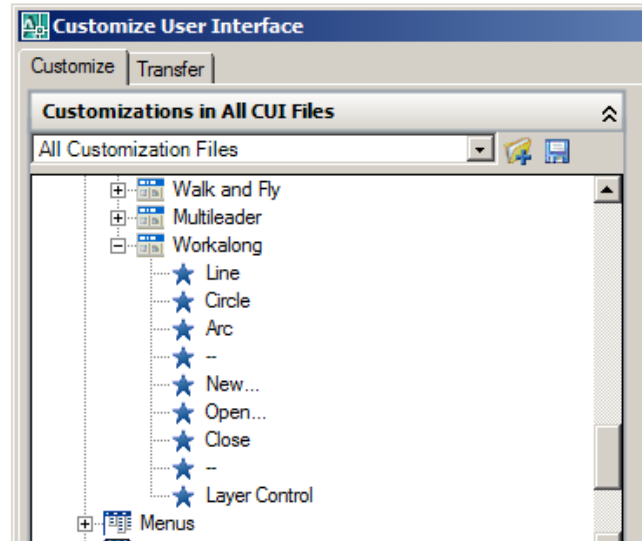 Customize User Interface
Customize Transfer
Customizations in All CUI Files
All Customization Files
Walk and Fly
Multileader
Workalong
Line
Circle
Arc
--
New...
Open...
Close
--
Layer Control
Menus